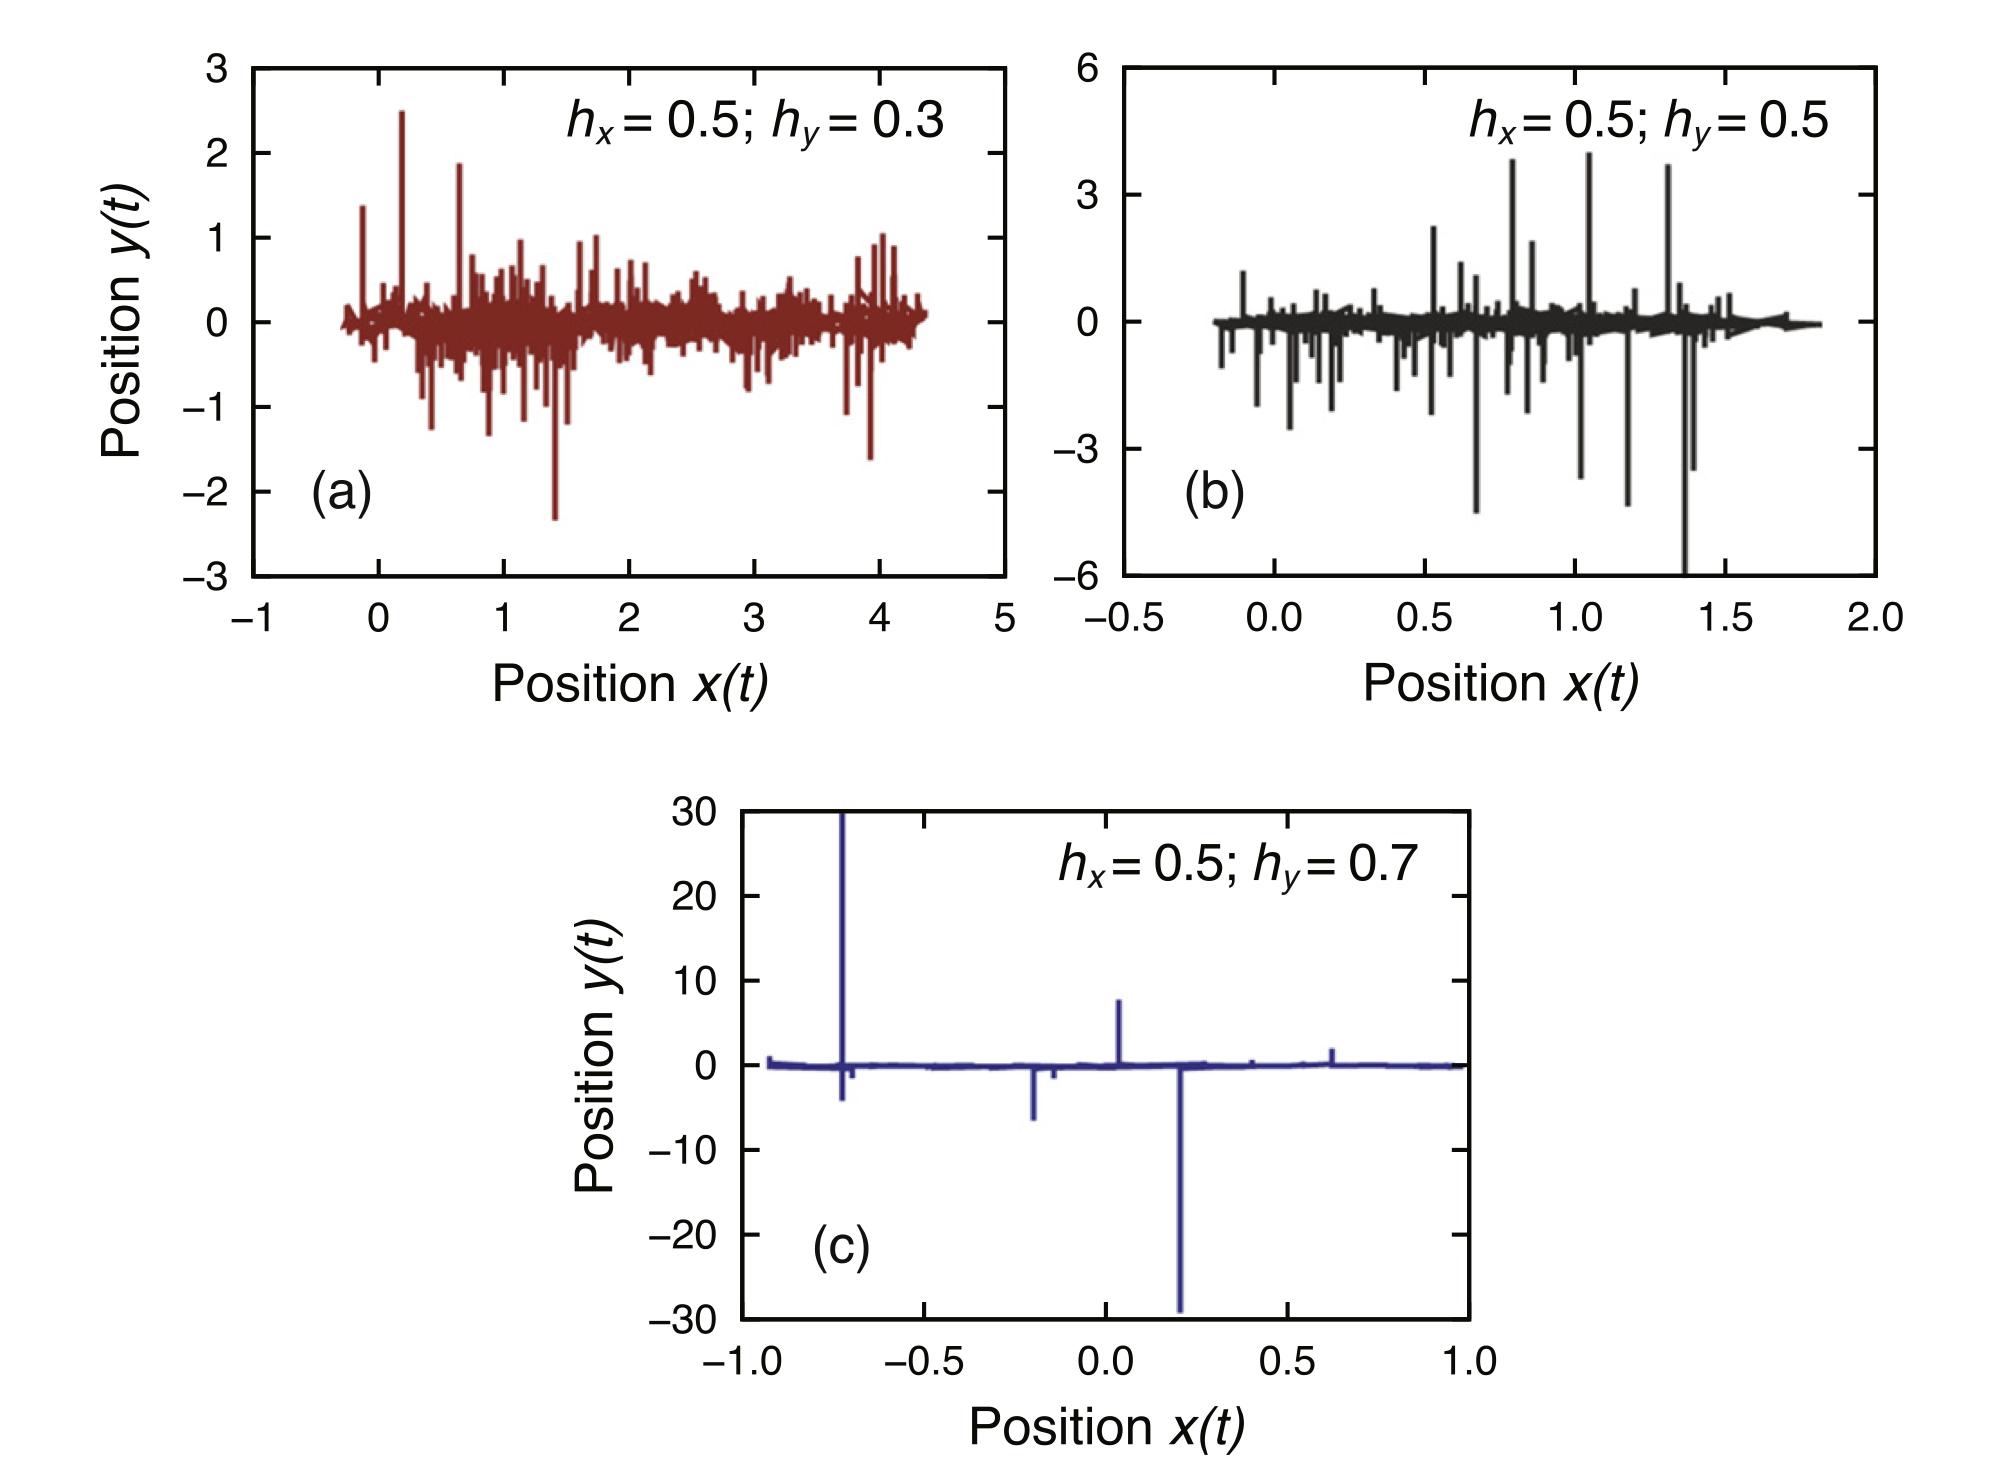 hx = 0.5; hy = 0.3
3
2
1
0
−1
−2
−3
Position y(t)
(a)
−1 0 1 2 3 4 5
Position x(t)
hx = 0.5; hy = 0.5
6
3
0
−3
−6
(b)
−0.5 0.0 0.5 1.0 1.5 2.0
Position x(t)
hx = 0.5; hy = 0.7
30
20
10
0
−10
−20
−30
Position y(t)
(c)
−1.0 −0.5 0.0 0.5 1.0
Position x(t)